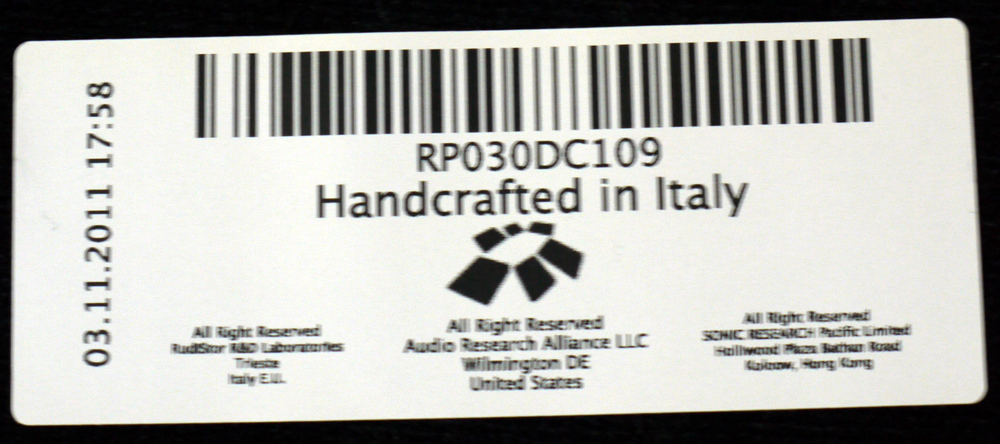 03.11.2011 17:58
RP030DC109
Handcrafted in Italy
All Right Reserved
RudiStor R&D Laboratories
Trieste
Italy E.U.
All Right Reserved
Audio Research Alliance LLC
Wilmington DE
United States
All Right Reserved
SONIC RESEARCH Pacific Limited
Hollwood Plaza Nathan Road
Hong Kong